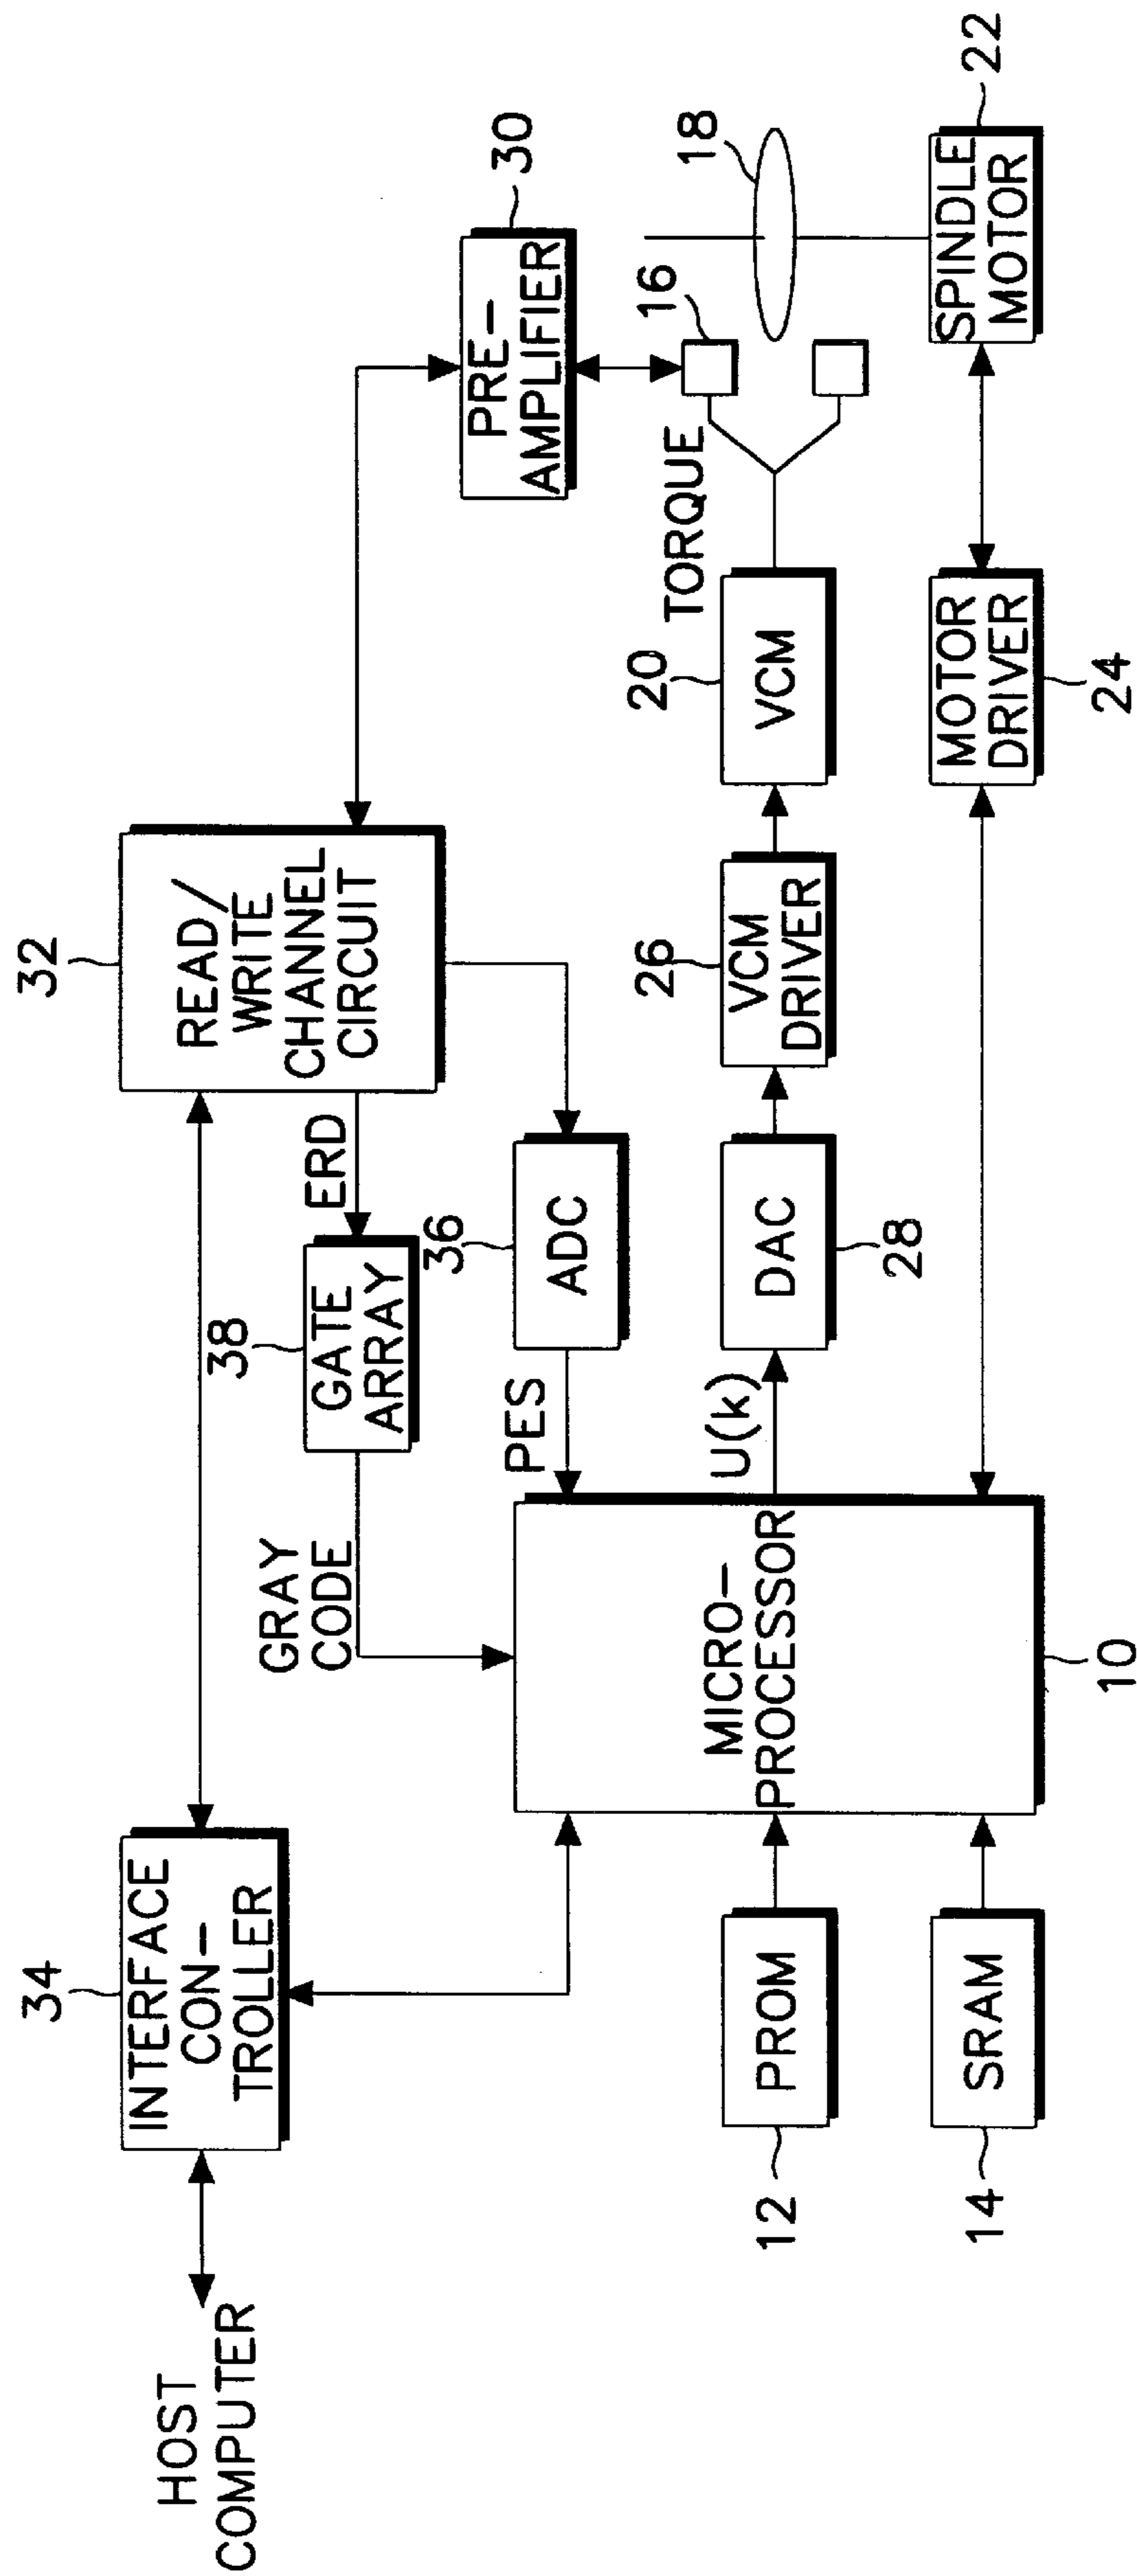 HOST
COMPUTER
34
INTERFACE
CON-
TROLLER
32
READ/
WRITE
CHANNEL
CIRCUIT
30
PRE-
AMPLIFIER
ERD
38
GATE
ARRAY
GRAY
CODE
36
ADC
PES
MICRO-
PROCESSOR
10
12
PROM
14
SRAM
U(k)
DAC
28
26
VCM
DRIVER
20
VCM
TORQUE
16
18
MOTOR
DRIVER
24
SPINDLE
MOTOR
22